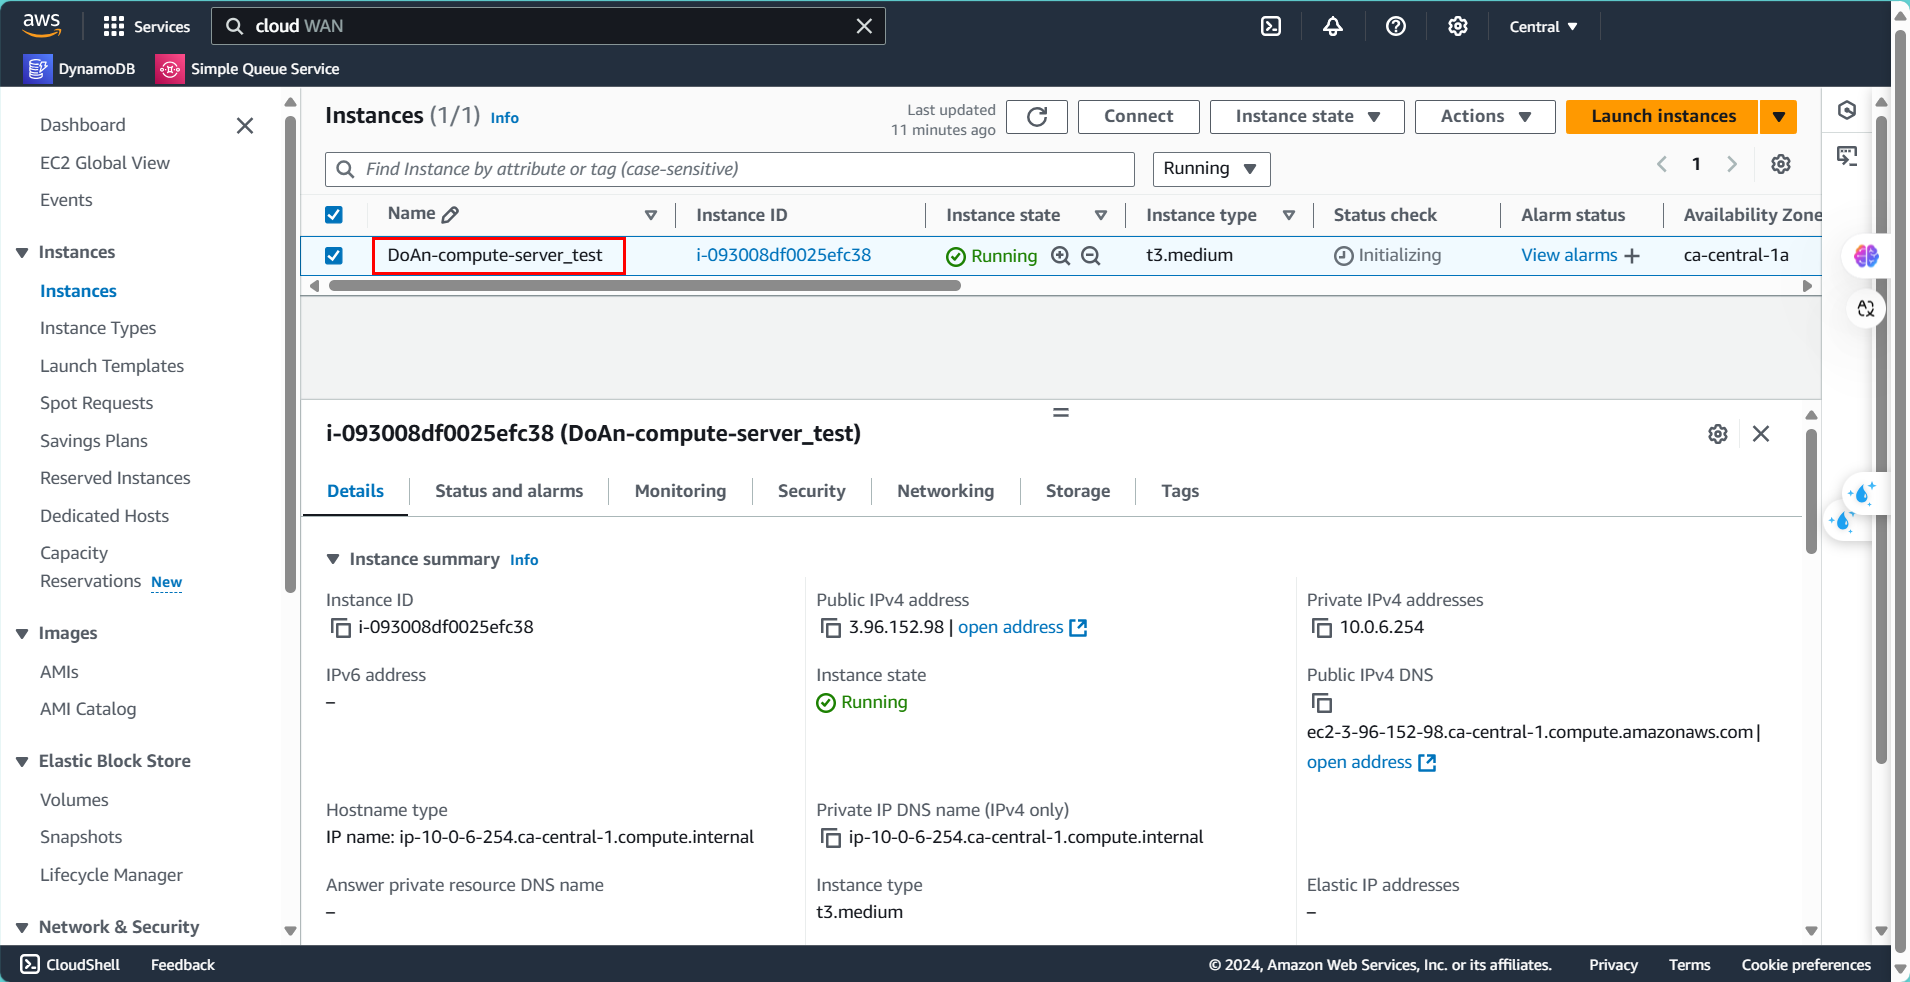 aws
Services
cloud WAN
Central
DynamoDB
Simple Queue Service
Dashboard
EC2 Global View
Events
Instances
Instances
Instance Types
Launch Templates
Spot Requests
Savings Plans
Reserved Instances
Dedicated Hosts
Capacity
Reservations New
Images
AMIs
AMI Catalog
Elastic Block Store
Volumes
Snapshots
Lifecycle Manager
Network & Security
Instances (1/1) Info
Last updated
11 minutes ago
Connect
Instance state
Actions
Launch instances
Find Instance by attribute or tag (case-sensitive)
Running
1
Name Instance ID Instance state Instance type Status check Alarm status Availability Zone
DoAn-compute-server_test i-093008df0025efc38 Running t3.medium Initializing View alarms + ca-central-1a
i-093008df0025efc38 (DoAn-compute-server_test)
Details Status and alarms Monitoring Security Networking Storage Tags
Instance summary Info
Instance ID
i-093008df0025efc38
Public IPv4 address
3.96.152.98 | open address
Private IPv4 addresses
10.0.6.254
IPv6 address
–
Instance state
Running
Public IPv4 DNS
ec2-3-96-152-98.ca-central-1.compute.amazonaws.com |
open address
Hostname type
IP name: ip-10-0-6-254.ca-central-1.compute.internal
Private IP DNS name (IPv4 only)
ip-10-0-6-254.ca-central-1.compute.internal
Answer private resource DNS name
–
Instance type
t3.medium
Elastic IP addresses
–
CloudShell
Feedback
© 2024, Amazon Web Services, Inc. or its affiliates.
Privacy
Terms
Cookie preferences